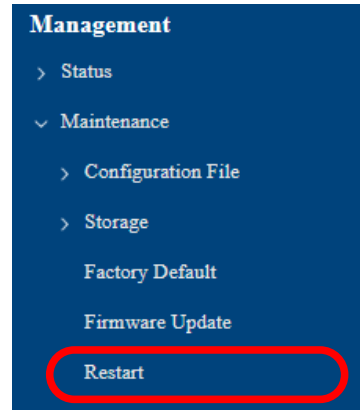 Management
Status
Maintenance
Configuration File
Storage
Factory Default
Firmware Update
Restart